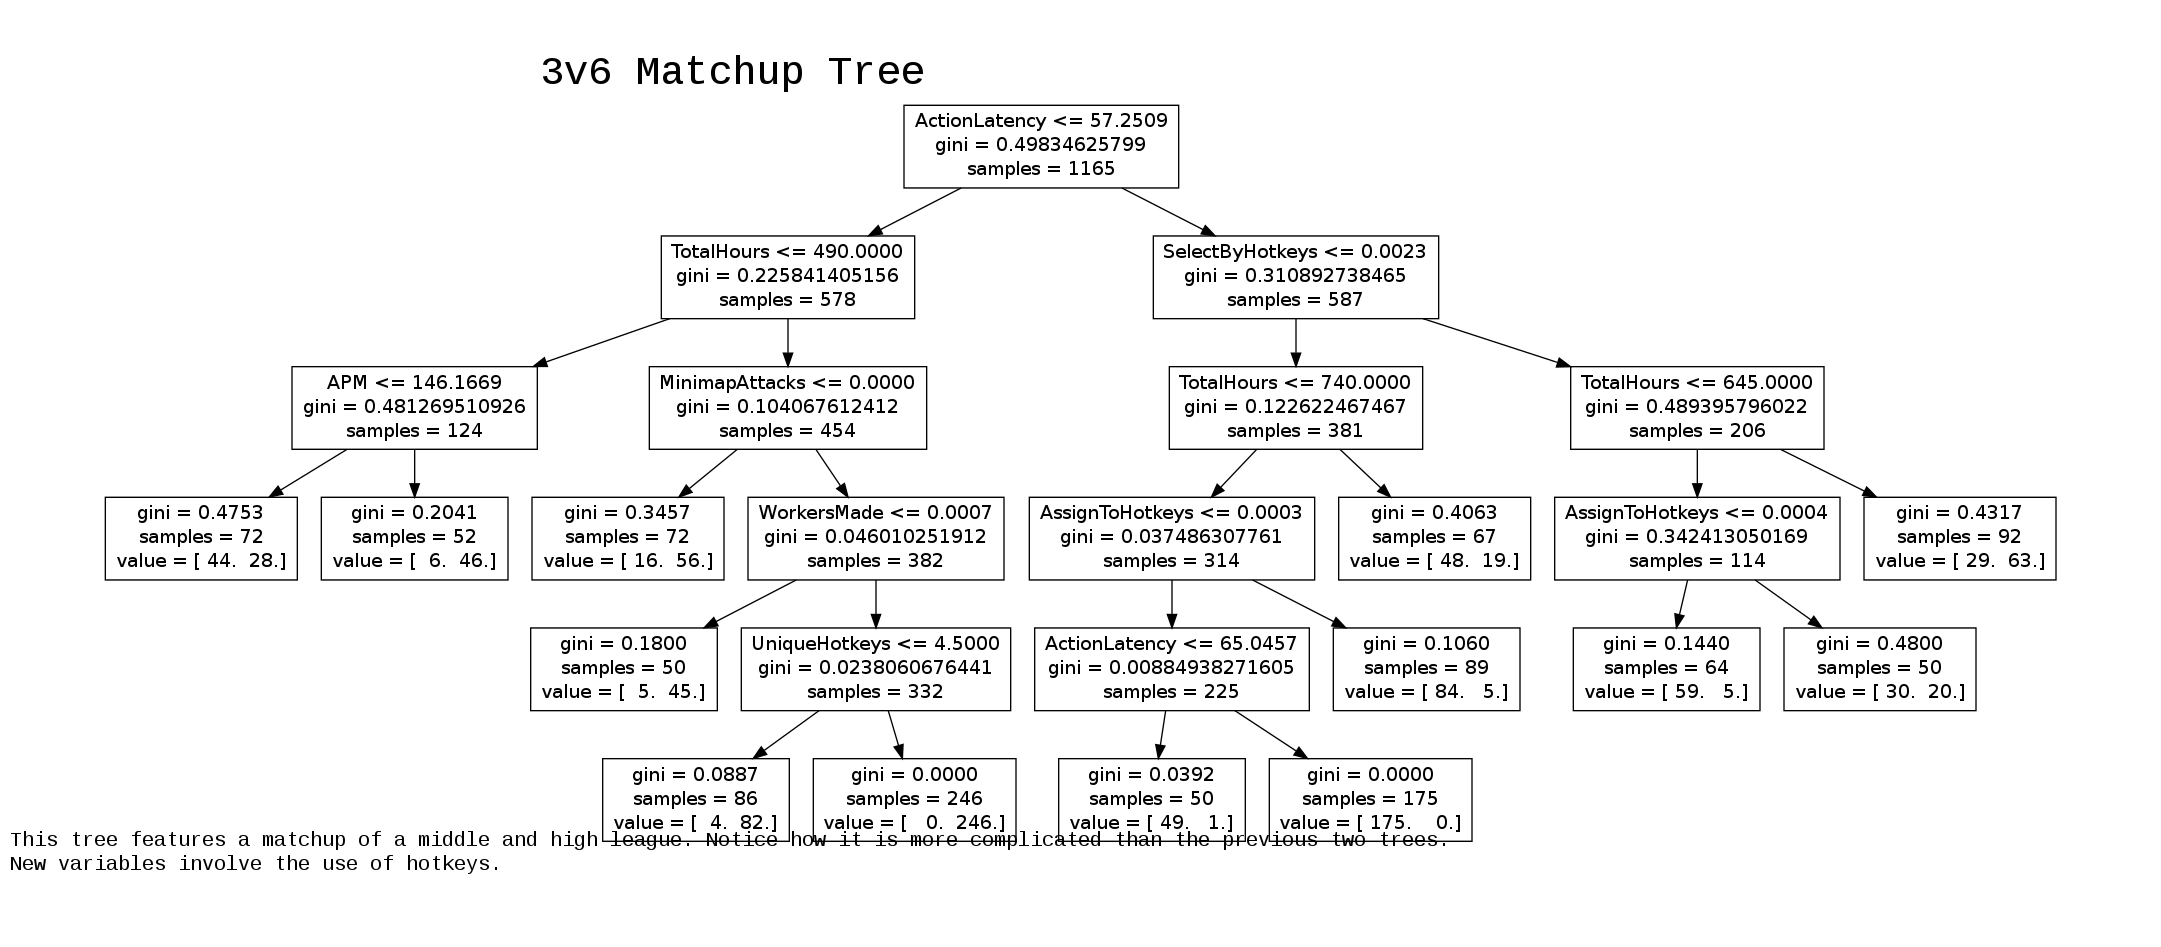 3v6 Matchup Tree
ActionLatency <= 57.2509
gini = 0.49834625799
samples = 1165
TotalHours <= 490.0000
gini = 0.225841405156
samples = 578
SelectByHotkeys <= 0.0023
gini = 0.310892738465
samples = 587
APM <= 146.1669
gini = 0.481269510926
samples = 124
MinimapAttacks <= 0.0000
gini = 0.104067612412
samples = 454
TotalHours <= 740.0000
gini = 0.122622467467
samples = 381
TotalHours <= 645.0000
gini = 0.489395796022
samples = 206
gini = 0.4753
samples = 72
value = [ 44.  28.]
gini = 0.2041
samples = 52
value = [  6.  46.]
gini = 0.3457
samples = 72
value = [ 16.  56.]
WorkersMade <= 0.0007
gini = 0.046010251912
samples = 382
AssignToHotkeys <= 0.0003
gini = 0.037486307761
samples = 314
gini = 0.4063
samples = 67
value = [ 48.  19.]
AssignToHotkeys <= 0.0004
gini = 0.342413050169
samples = 114
gini = 0.4317
samples = 92
value = [ 29.  63.]
gini = 0.1800
samples = 50
value = [  5.  45.]
UniqueHotkeys <= 4.5000
gini = 0.0238060676441
samples = 332
ActionLatency <= 65.0457
gini = 0.00884938271605
samples = 225
gini = 0.1060
samples = 89
value = [ 84.   5.]
gini = 0.1440
samples = 64
value = [ 59.   5.]
gini = 0.4800
samples = 50
value = [ 30.  20.]
gini = 0.0887
samples = 86
value = [  4.  82.]
gini = 0.0000
samples = 246
value = [   0.  246.]
gini = 0.0392
samples = 50
value = [ 49.   1.]
gini = 0.0000
samples = 175
value = [ 175.    0.]
This tree features a matchup of a middle and high league. Notice how it is more complicated than the previous two trees.
New variables involve the use of hotkeys.